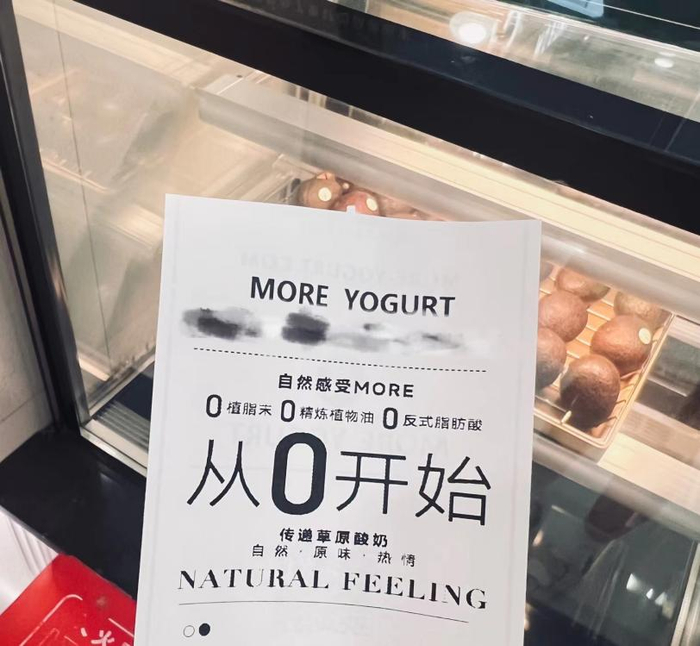 MORE YOGURT
自然感受MORE
0植脂末 0精炼植物油 0反式脂肪酸
从0开始
传递草原酸奶
自然·原味·热情
NATURAL FEELING